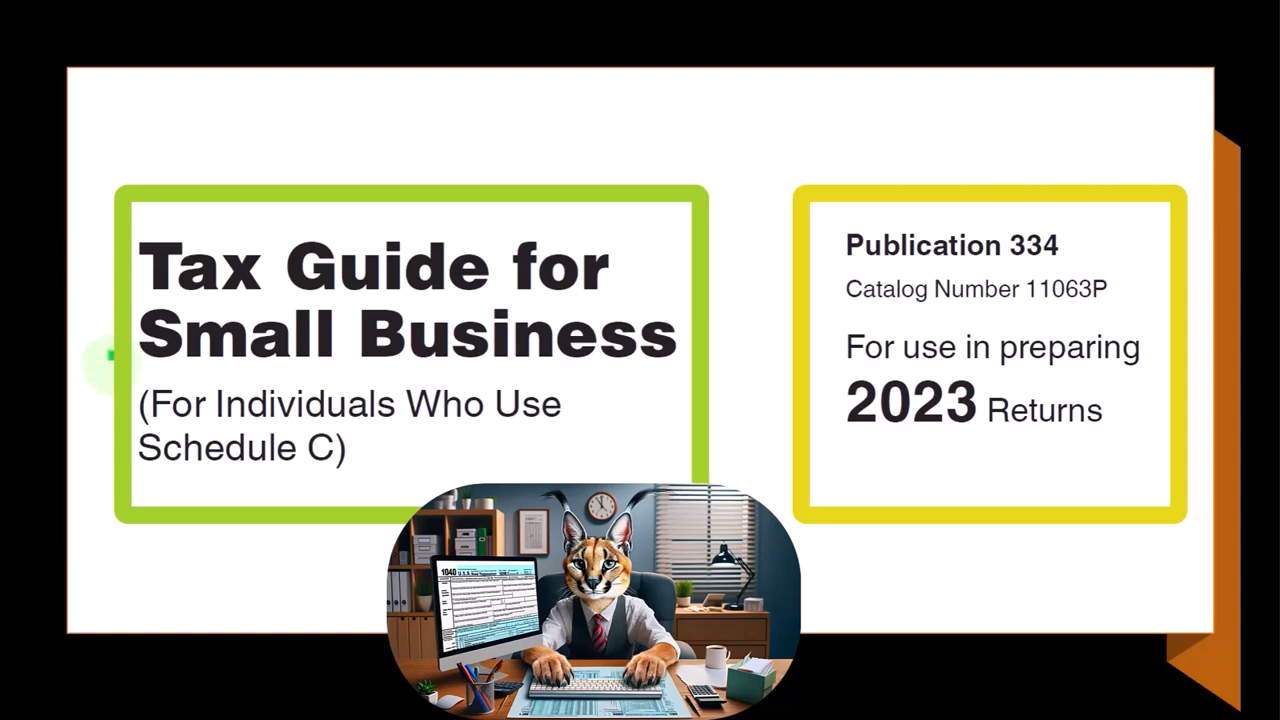 Tax Guide for
Small Business
(For Individuals Who Use
Schedule C)
Publication 334
Catalog Number 11063P
For use in preparing
2023 Returns
1040